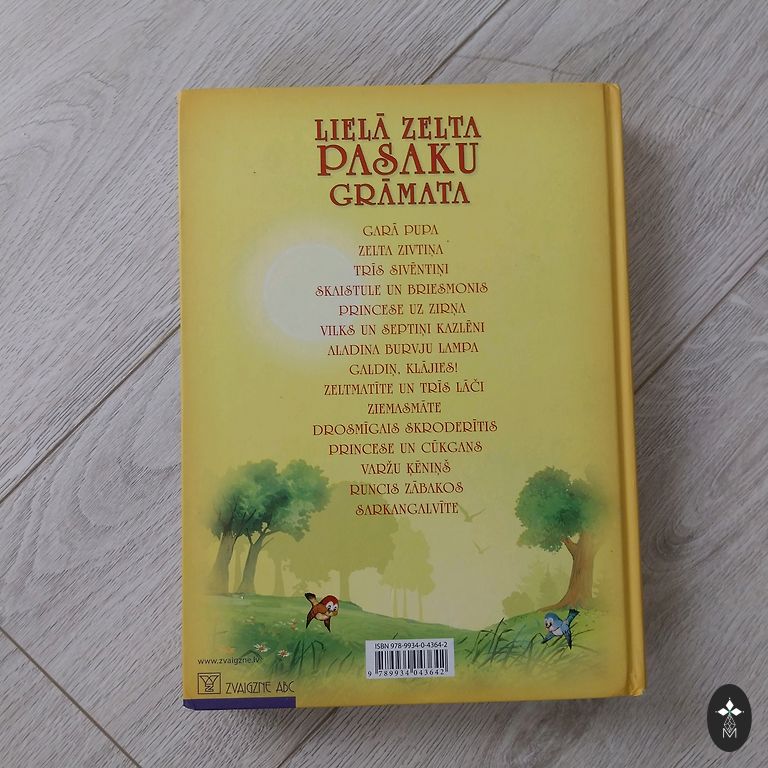 LIELĀ ZELTA
PASAKU
GRĀMATA
GARĀ PUPA
ZELTA ZIVTIŅA
TRĪS SIVĒNTIŅI
SKAISTULE UN BRIESMONIS
PRINCESE UZ ZIRŅA
VILKS UN SEPTIŅI KAZLĒNI
ALADINA BURVJU LAMPA
GALDIŅ, KLĀJIES!
ZELTMATĪTE UN TRĪS LĀČI
ZIEMASMĀTE
DROSMĪGAIS SKRODERĪTIS
PRINCESE UN CŪKGANS
VARŽU ĶĒNIŅŠ
RUNCIS ZĀBAKOS
SARKANGALVĪTE
ISBN 978-9934-0-4364-2
9 789934 043642
www.zvaigzne.lv
ZVAIGZNE ABC
M